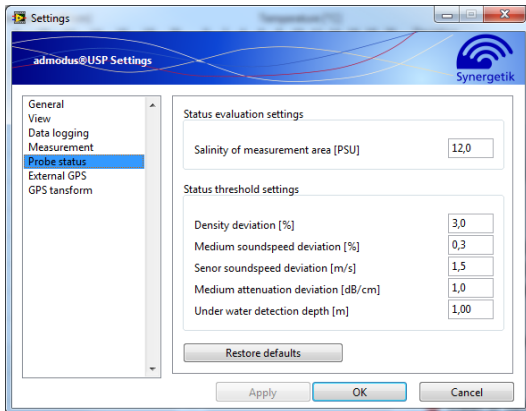 Settings
Temperature [°C]
admodus®USP Settings
Synergetik
General
View
Data logging
Measurement
Probe status
External GPS
GPS tansform
Status evaluation settings
Salinity of measurement area [PSU] 12,0
Status threshold settings
Density deviation [%] 3,0
Medium soundspeed deviation [%] 0,3
Senor soundspeed deviation [m/s] 1,5
Medium attenuation deviation [dB/cm] 1,0
Under water detection depth [m] 1,00
Restore defaults
Apply OK Cancel